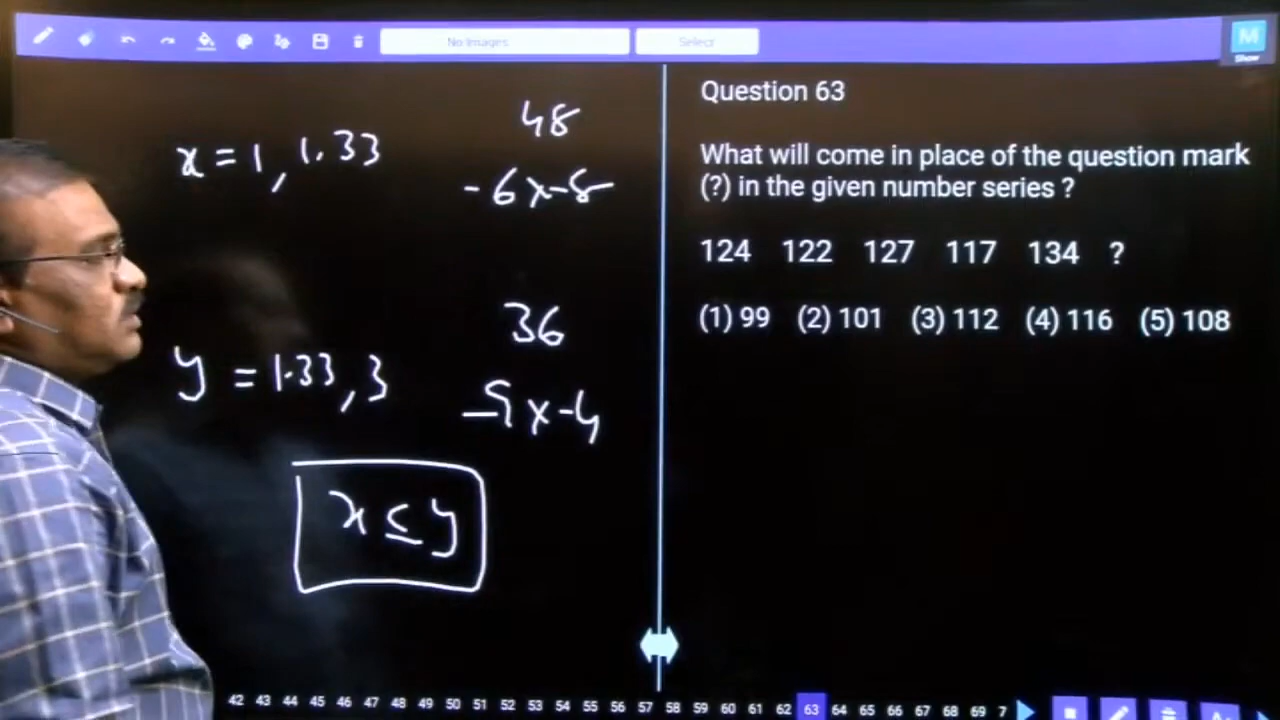 No Images
Select
M
Show
x = 1, 1.33
48
-6x-8
y = 1.33, 3
36
-9x-4
x ≤ y
Question 63
What will come in place of the question mark
(?) in the given number series ?
124 122 127 117 134 ?
(1) 99 (2) 101 (3) 112 (4) 116 (5) 108
42 43 44 45 46 47 48 49 50 51 52 53 54 55 56 57 58 59 60 61 62 63 64 65 66 67 68 69 7